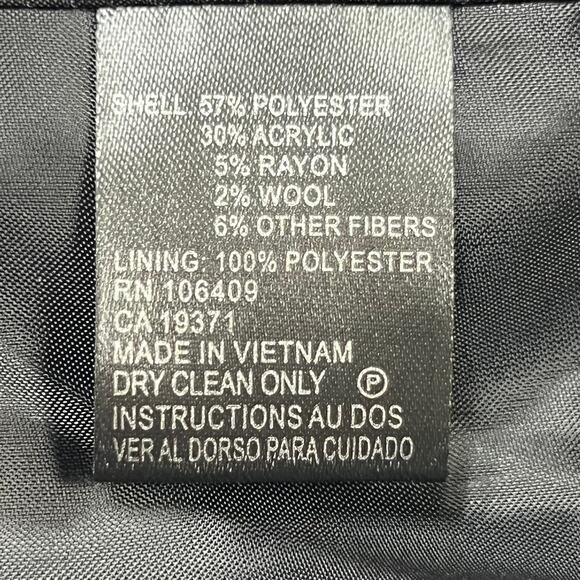 SHELL 57% POLYESTER
30% ACRYLIC
5% RAYON
2% WOOL
6% OTHER FIBERS
LINING 100% POLYESTER
RN 106409
CA 19371
MADE IN VIETNAM
DRY CLEAN ONLY Ⓟ
INSTRUCTIONS AU DOS
VER AL DORSO PARA CUIDADO